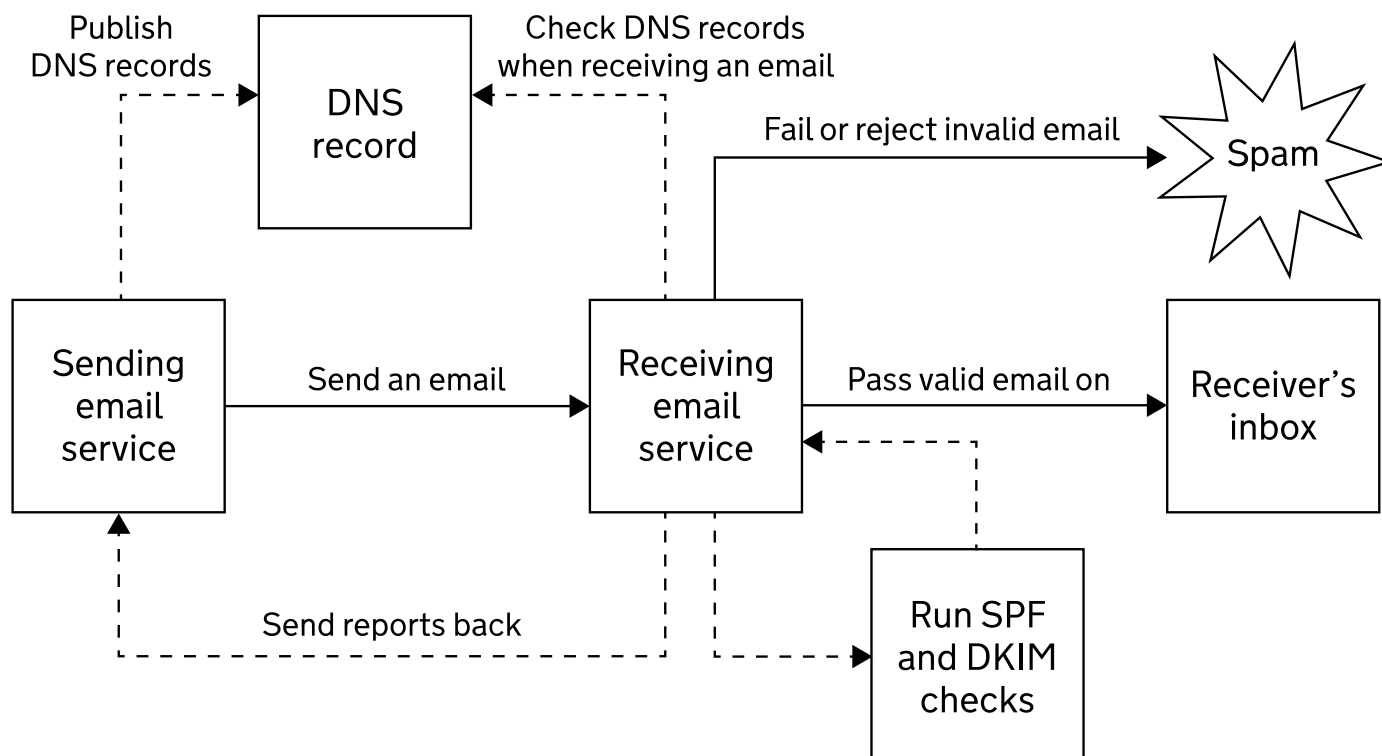 Publish
DNS records
Check DNS records
when receiving an email
DNS
record
Fail or reject invalid email
Spam
Sending
email
service
Send an email
Receiving
email
service
Pass valid email on
Receiver’s
inbox
Send reports back
Run SPF
and DKIM
checks